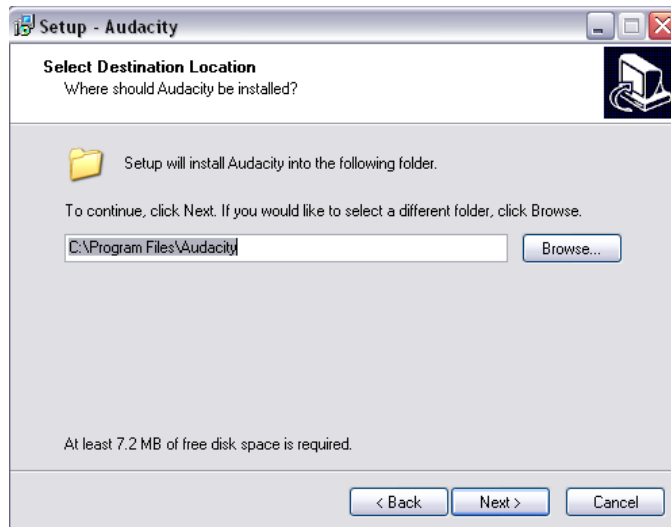 Setup - Audacity
Select Destination Location
Where should Audacity be installed?
Setup will install Audacity into the following folder.
To continue, click Next. If you would like to select a different folder, click Browse.
C:\Program Files\Audacity
Browse...
At least 7.2 MB of free disk space is required.
< Back
Next >
Cancel